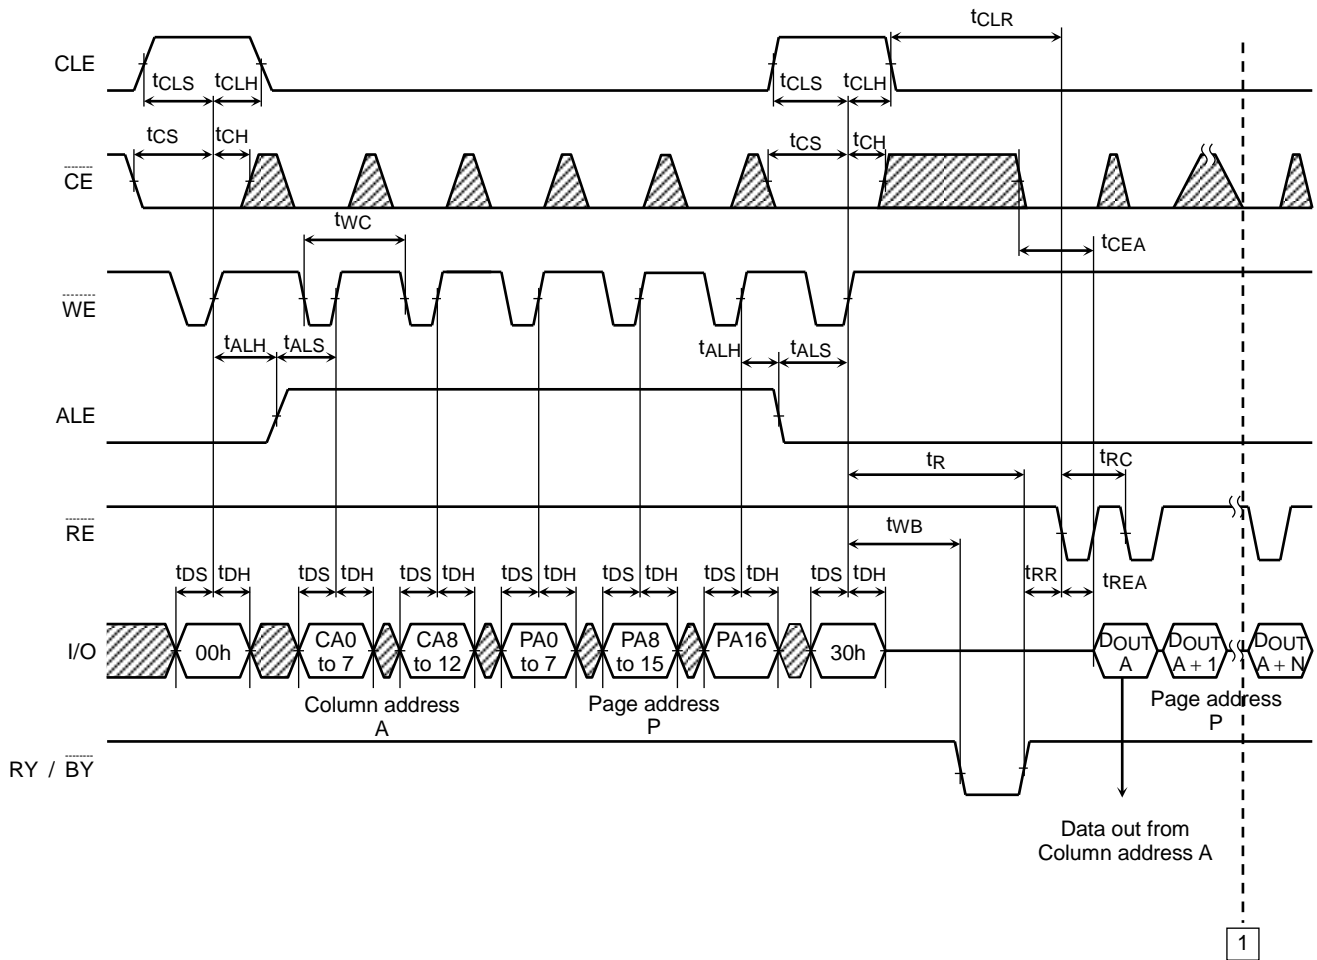 tCLR
CLE
tCLS tCLH tCLS tCLH
tCS tCH tCS tCH
CE
tWC
tCEA
WE
tALH tALS tALH tALS
ALE
tR tRC
RE
tWB
tDS tDH tDS tDH tDS tDH tDS tDH tDS tDH tDS tDH tDS tDH tRR tREA
I/O 00h CA0 to 7 CA8 to 12 PA0 to 7 PA8 to 15 PA16 30h DOUT A DOUT A + 1 DOUT A + N
Column address A
Page address P
Page address P
RY / BY
Data out from
Column address A
1